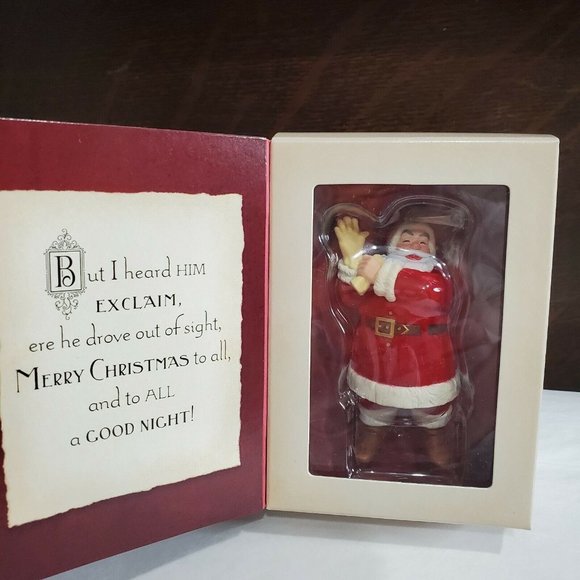 But I heard HIM
EXCLAIM,
ere he drove out of sight,
MERRY CHRISTMAS to all,
and to ALL
a GOOD NIGHT!